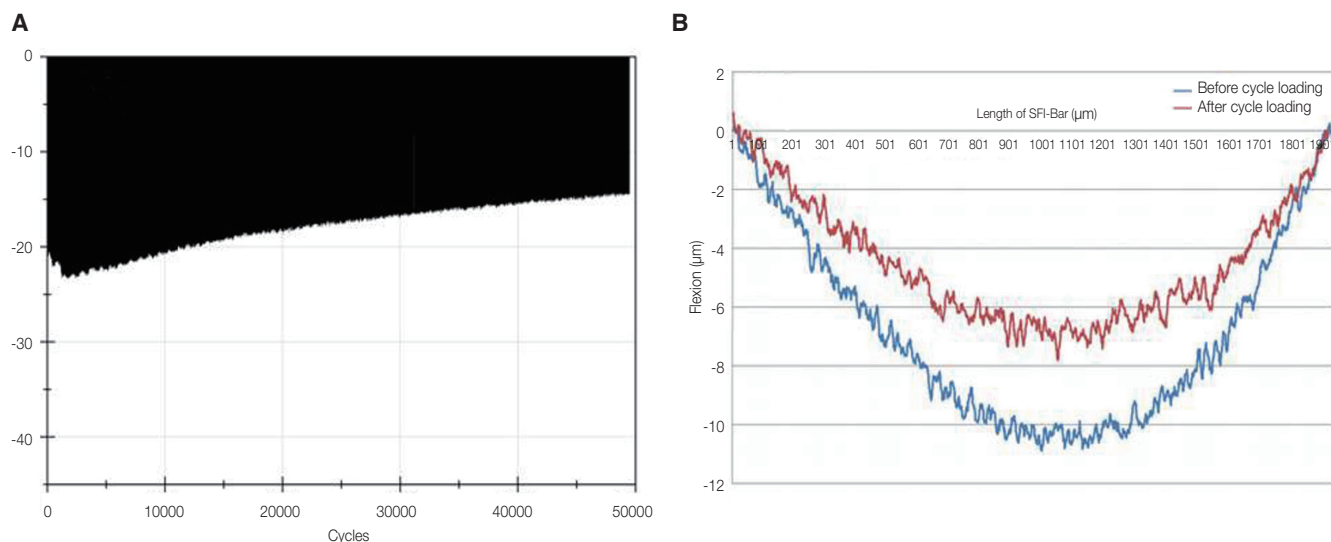 A
0
-10
-20
-30
-40
0 10000 20000 30000 40000 50000
Cycles
B
2
0
-2
-4
-6
-8
-10
-12
Flexion (µm)
Before cycle loading
After cycle loading
Length of SFI-Bar (µm)
1 101 201 301 401 501 601 701 801 901 1001 1101 1201 1301 1401 1501 1601 1701 1801 1901